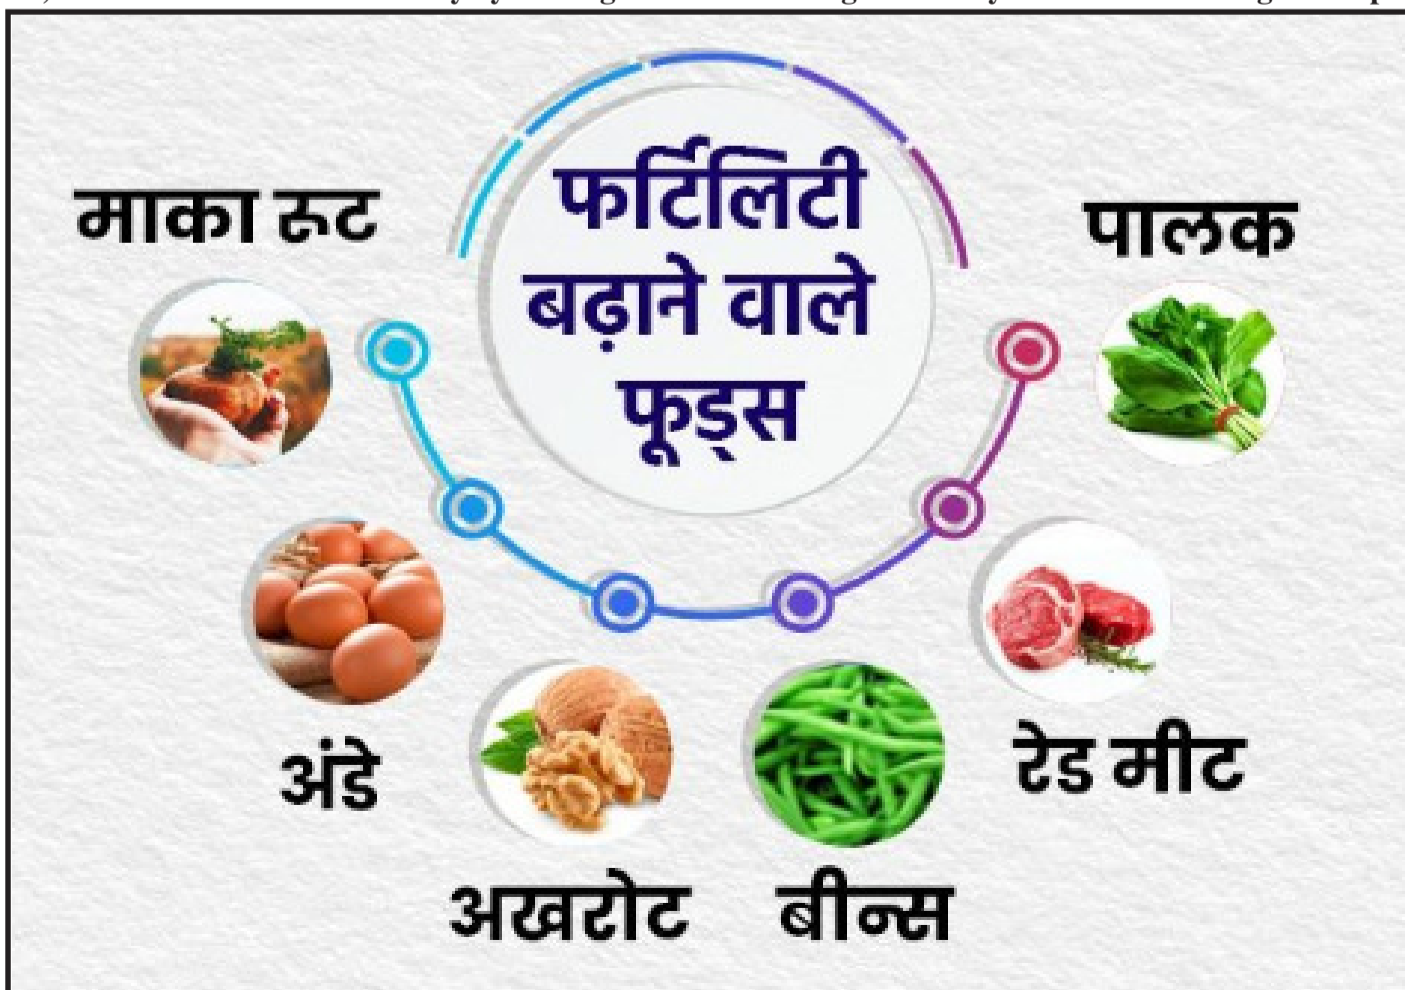 फर्टिलिटी
बढ़ाने वाले
फूड्स
माका रूट
पालक
अंडे
रेड मीट
अखरोट
बीन्स